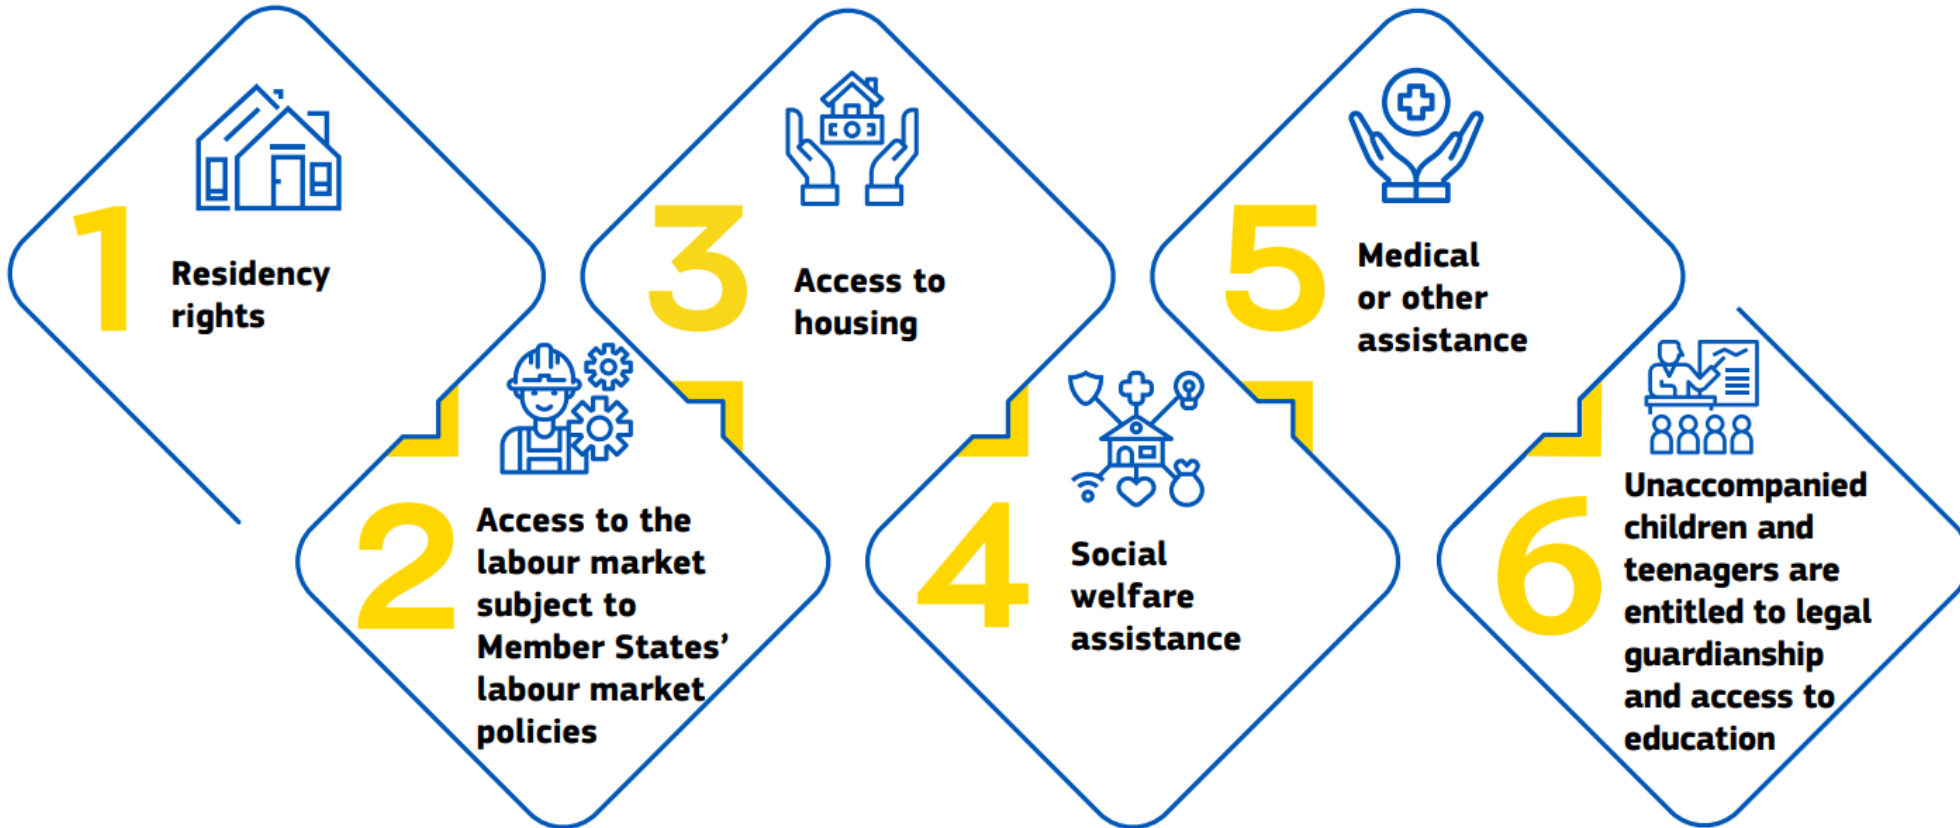 1
Residency
rights
2
Access to the
labour market
subject to
Member States’
labour market
policies
3
Access to
housing
4
Social
welfare
assistance
5
Medical
or other
assistance
6
Unaccompanied
children and
teenagers are
entitled to legal
guardianship
and access to
education